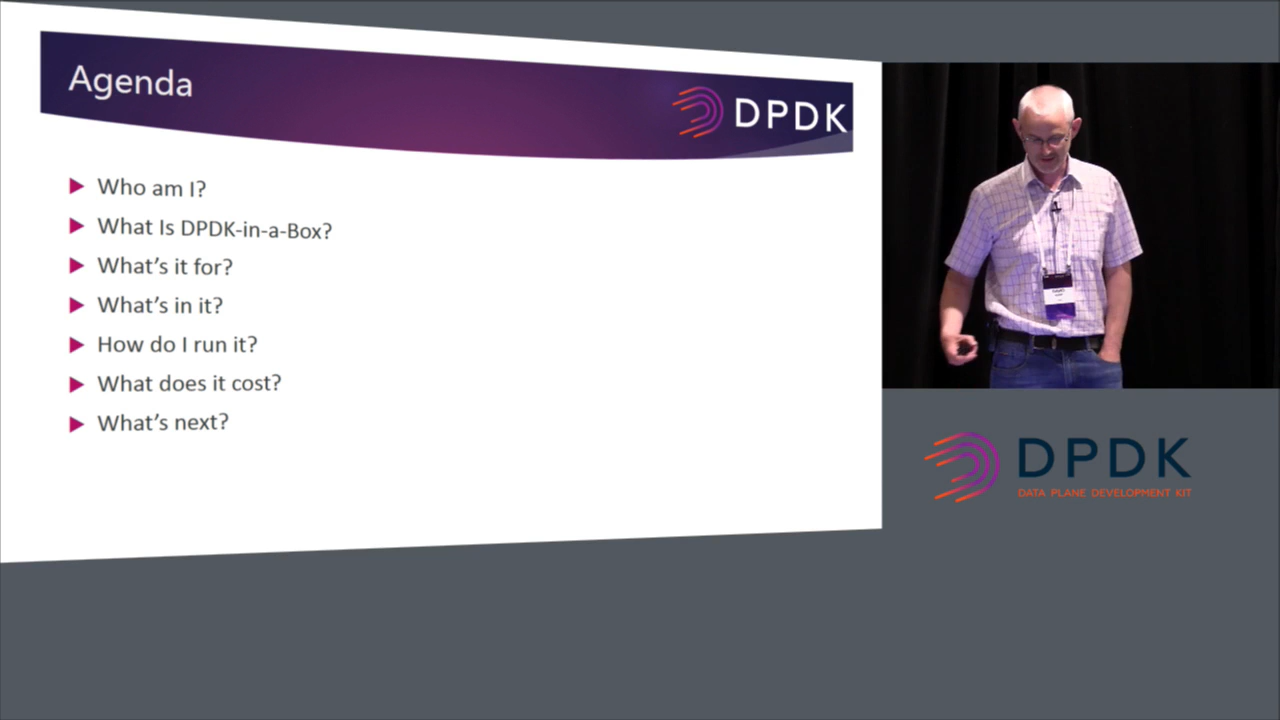 Agenda
DPDK
Who am I?
What Is DPDK-in-a-Box?
What's it for?
What's in it?
How do I run it?
What does it cost?
What's next?
DPDK
DATA PLANE DEVELOPMENT KIT